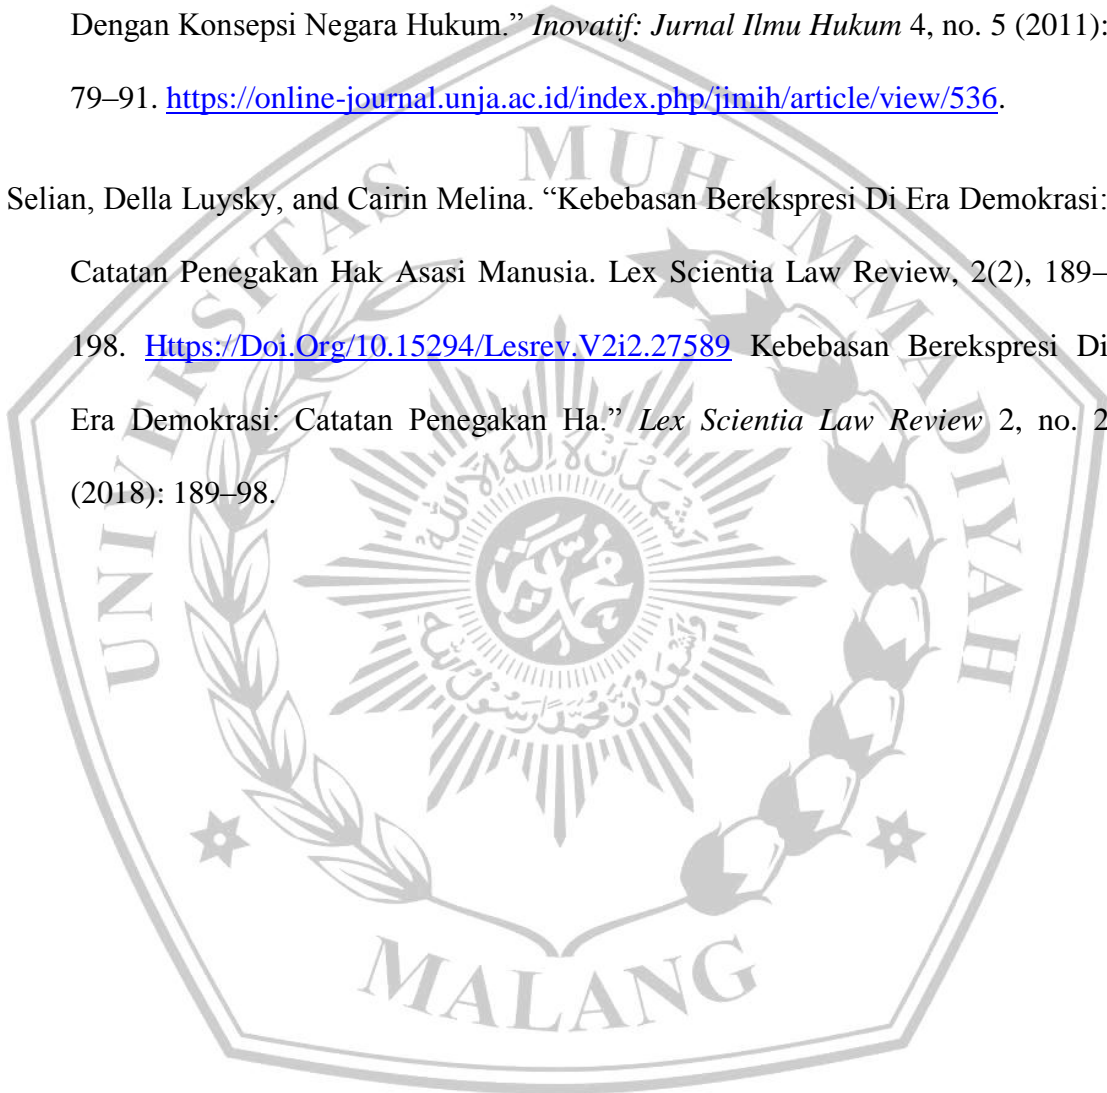 Dengan Konsepsi Negara Hukum.” Inovatif: Jurnal Ilmu Hukum 4, no. 5 (2011):
79–91. https://online-journal.unja.ac.id/index.php/jimih/article/view/536.
Selian, Della Luysky, and Cairin Melina. “Kebebasan Berekspresi Di Era Demokrasi:
Catatan Penegakan Hak Asasi Manusia. Lex Scientia Law Review, 2(2), 189–
198. Https://Doi.Org/10.15294/Lesrev.V2i2.27589 Kebebasan Berekspresi Di
Era Demokrasi: Catatan Penegakan Ha.” Lex Scientia Law Review 2, no. 2
(2018): 189–98.
UNIVERSITAS MUHAMMADIYAH
MALANG